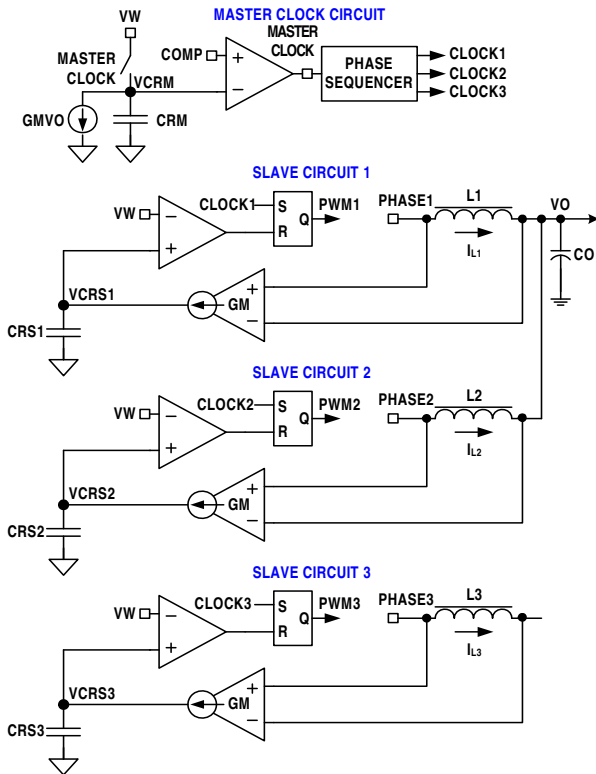 MASTER CLOCK CIRCUIT
VW
MASTER
CLOCK
COMP
MASTER
CLOCK
CLOCK1
PHASE
SEQUENCER
CLOCK2
CLOCK3
VCRM
+
−
GMVO
CRM
SLAVE CIRCUIT 1
CLOCK1
S
Q
R
PWM1
PHASE1
L1
VO
VW
−
+
IL1
CO
VCRS1
GM
+
−
CRS1
SLAVE CIRCUIT 2
CLOCK2
S
Q
R
PWM2
PHASE2
L2
VW
−
+
IL2
VCRS2
GM
+
−
CRS2
SLAVE CIRCUIT 3
CLOCK3
S
Q
R
PWM3
PHASE3
L3
VW
−
+
IL3
VCRS3
GM
+
−
CRS3